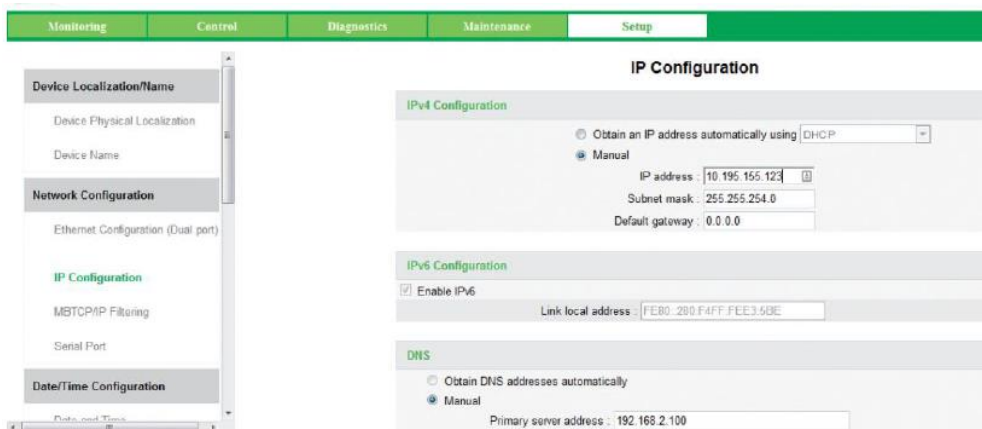 Monitoring Control Diagnostics Maintenance Setup
Device Localization/Name
Device Physical Localization
Device Name
Network Configuration
Ethernet Configuration (Dual port)
IP Configuration
MBTCP/IP Filtering
Serial Port
Date/Time Configuration
Date and Time
IP Configuration
IPv4 Configuration
Obtain an IP address automatically using DHCP
Manual
IP address : 10.195.155.123
Subnet mask : 255.255.254.0
Default gateway : 0.0.0.0
IPv6 Configuration
Enable IPv6
Link local address : FE80::280:F4FF:FEE3:5BE
DNS
Obtain DNS addresses automatically
Manual
Primary server address : 192.168.2.100